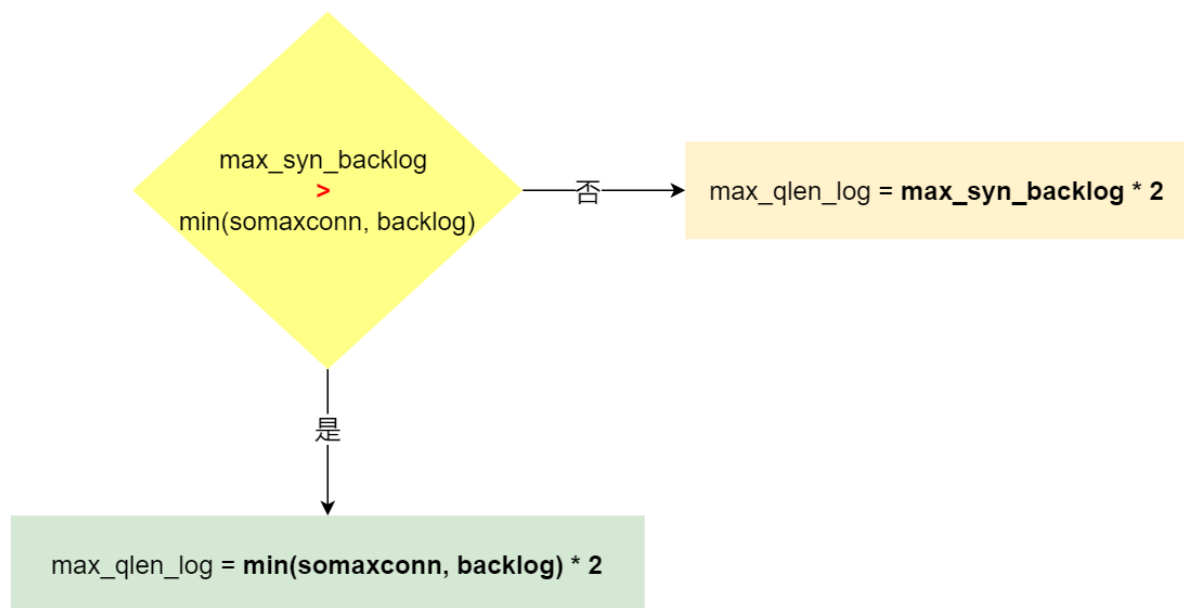 max_syn_backlog
>
min(somaxconn, backlog)
否
max_qlen_log = max_syn_backlog * 2
是
max_qlen_log = min(somaxconn, backlog) * 2